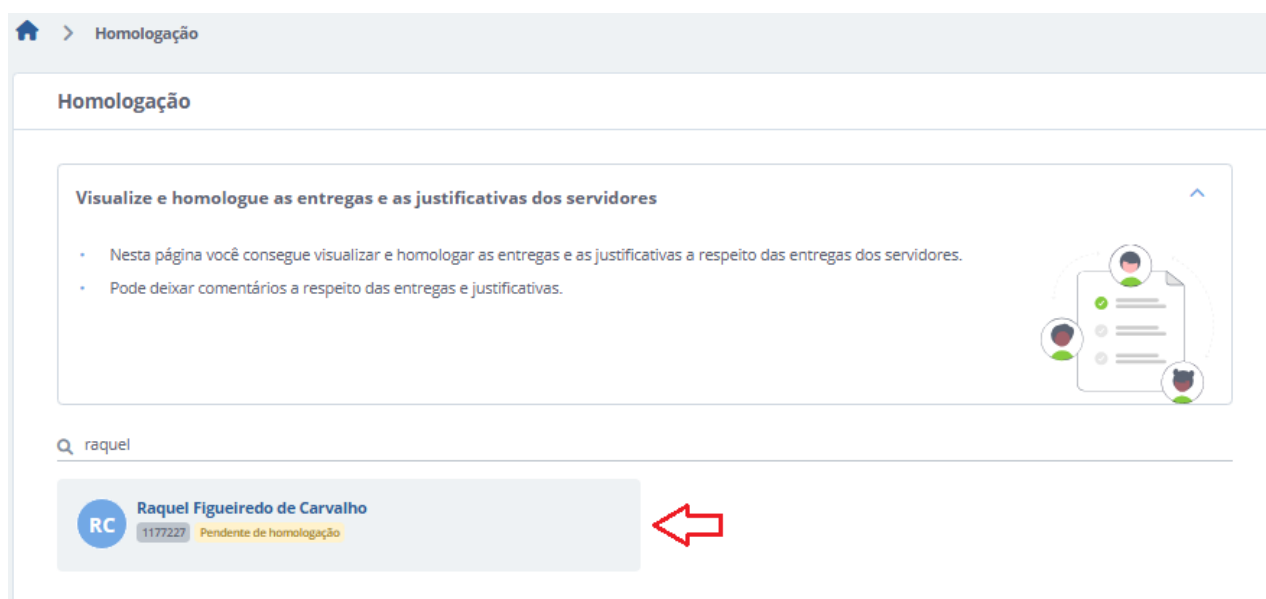 Homologação
Homologação
Visualize e homologue as entregas e as justificativas dos servidores
Nesta página você consegue visualizar e homologar as entregas e as justificativas a respeito das entregas dos servidores.
Pode deixar comentários a respeito das entregas e justificativas.
raquel
RC
Raquel Figueiredo de Carvalho
1177227 Pendente de homologação